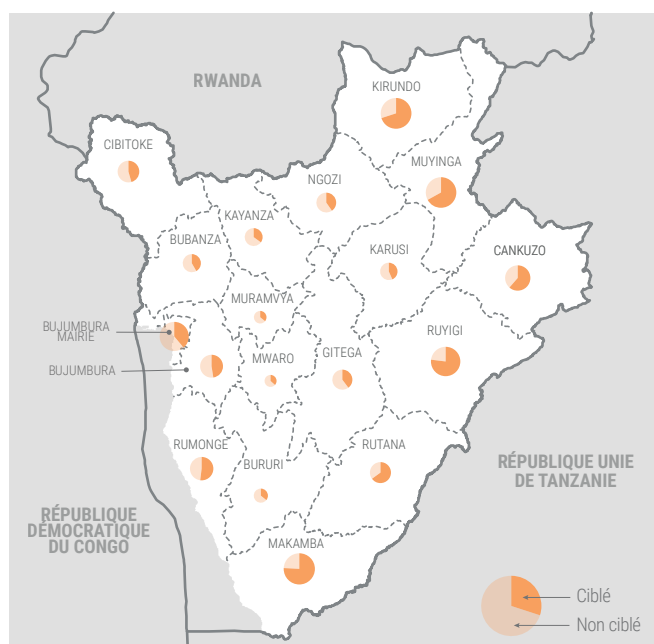 RWANDA
KIRUNDO
CIBITOKE
MUYINGA
NGOZI
KAYANZA
BUBANZA
KARUSI
CANKUZO
MURAMVYA
BUJUMBURA
MAIRIE
RUYIGI
MWARO
GITEGA
BUJUMBURA
RUMONGE
RUTANA
BURURI
RÉPUBLIQUE UNIE
DE TANZANIE
RÉPUBLIQUE
DÉMOCRATIQUE
DU CONGO
MAKAMBA
Ciblé
Non ciblé